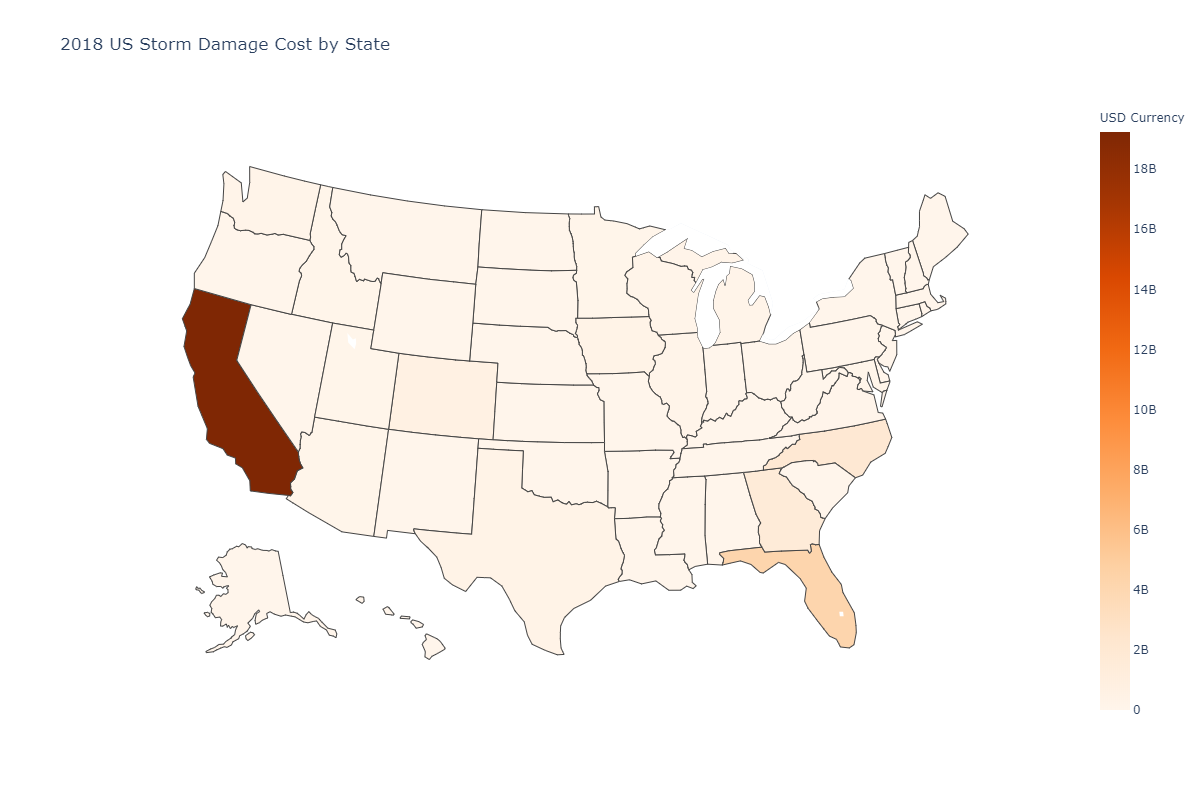 2018 US Storm Damage Cost by State
USD Currency
18B
16B
14B
12B
10B
8B
6B
4B
2B
0